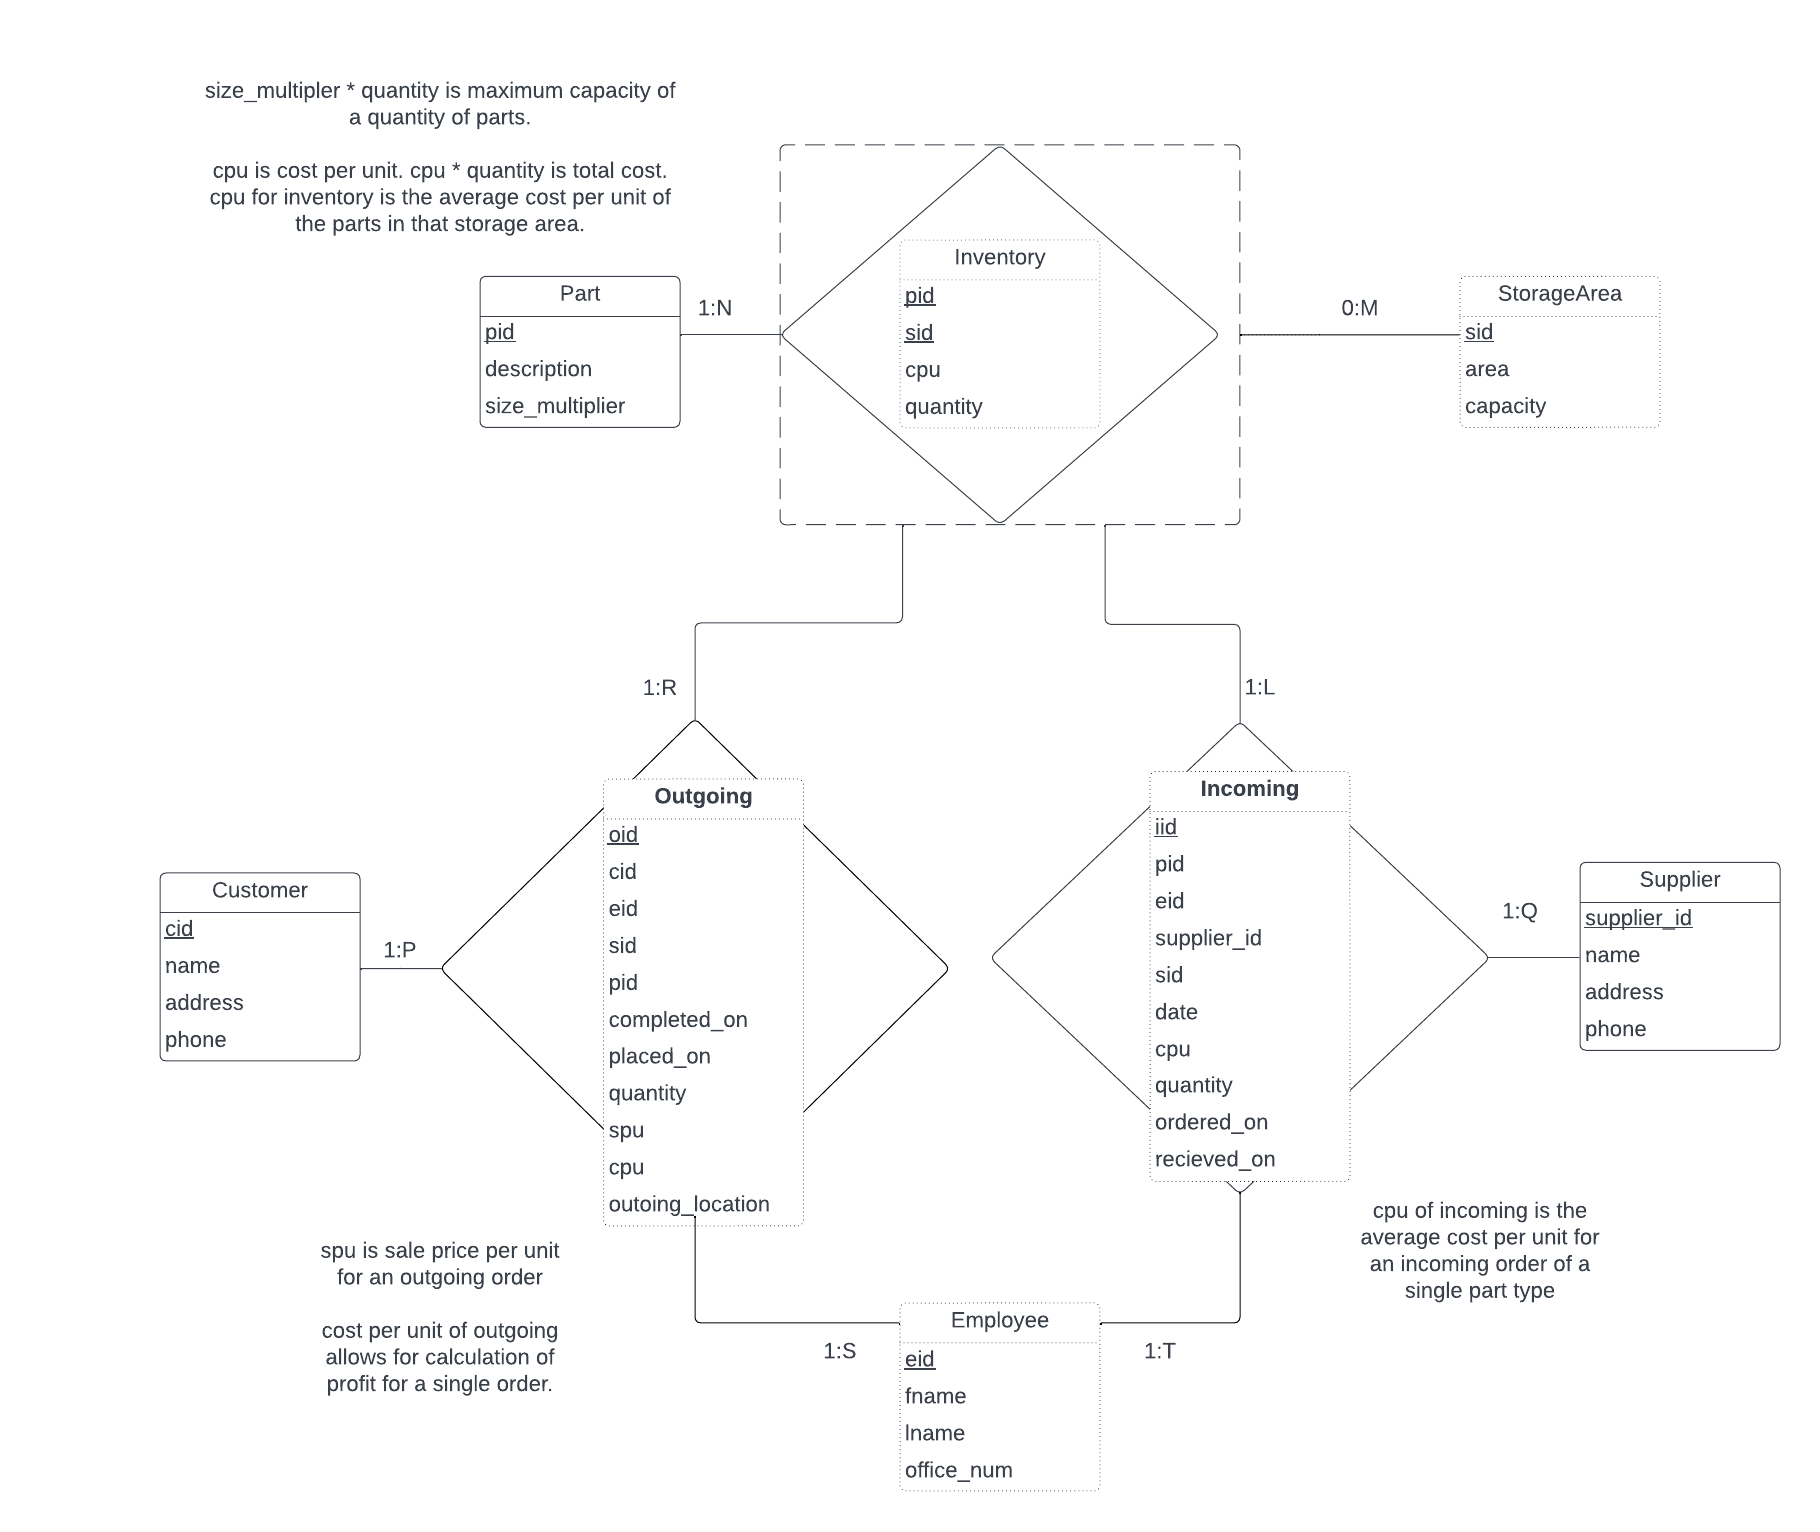 size_multipler * quantity is maximum capacity of
a quantity of parts.
cpu is cost per unit. cpu * quantity is total cost.
cpu for inventory is the average cost per unit of
the parts in that storage area.
Part
pid
description
size_multiplier
1:N
Inventory
pid
sid
cpu
quantity
0:M
StorageArea
sid
area
capacity
1:R
1:L
Customer
cid
name
address
phone
1:P
Outgoing
oid
cid
eid
sid
pid
completed_on
placed_on
quantity
spu
cpu
outoing_location
Incoming
iid
pid
eid
supplier_id
sid
date
cpu
quantity
ordered_on
recieved_on
1:Q
Supplier
supplier_id
name
address
phone
spu is sale price per unit
for an outgoing order
cost per unit of outgoing
allows for calculation of
profit for a single order.
cpu of incoming is the
average cost per unit for
an incoming order of a
single part type
1:S
Employee
eid
fname
lname
office_num
1:T